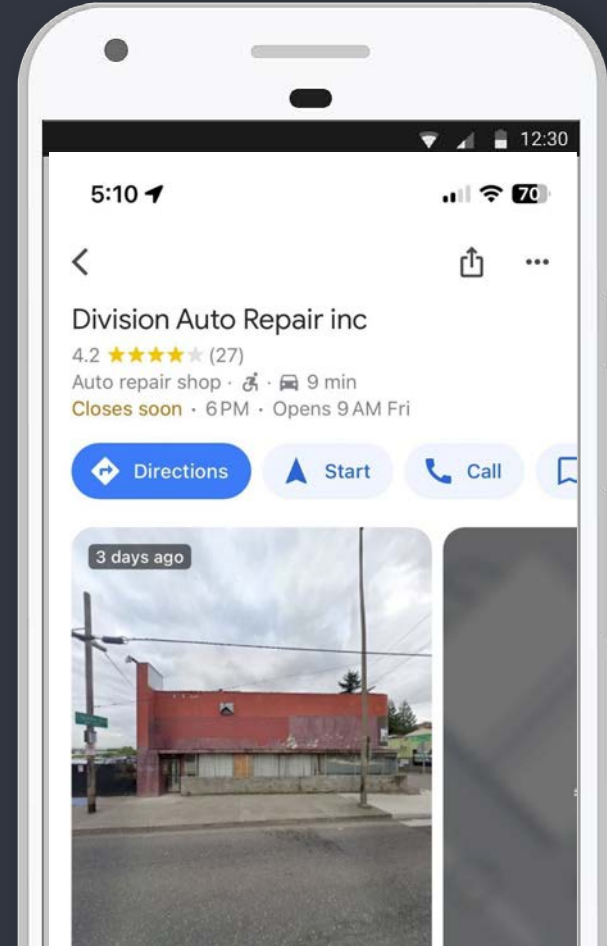 12:30
5:10
70
Division Auto Repair inc
4.2 (27)
Auto repair shop · 9 min
Closes soon · 6 PM · Opens 9 AM Fri
Directions
Start
Call
3 days ago